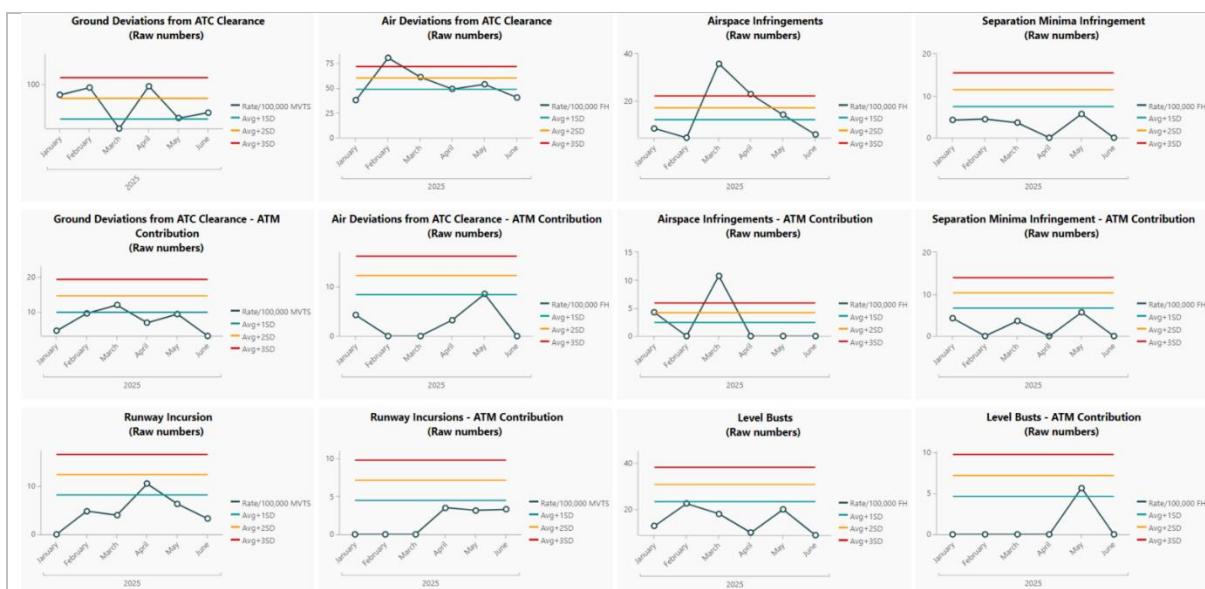 Ground Deviations from ATC Clearance
(Raw numbers)
100
Rate/100,000 MVTS
Avg+1SD
Avg+2SD
Avg+3SD
January
February
March
April
May
June
2025
Air Deviations from ATC Clearance
(Raw numbers)
75
50
25
0
Rate/100,000 FH
Avg+1SD
Avg+2SD
Avg+3SD
January
February
March
April
May
June
2025
Airspace Infringements
(Raw numbers)
40
20
Rate/100,000 FH
Avg+1SD
Avg+2SD
Avg+3SD
January
February
March
April
May
June
2025
Separation Minima Infringement
(Raw numbers)
20
10
0
Rate/100,000 FH
Avg+1SD
Avg+2SD
Avg+3SD
January
February
March
April
May
June
2025
Ground Deviations from ATC Clearance - ATM
Contribution
(Raw numbers)
20
10
Rate/100,000 MVTS
Avg+1SD
Avg+2SD
Avg+3SD
January
February
March
April
May
June
2025
Air Deviations from ATC Clearance - ATM Contribution
(Raw numbers)
10
0
Rate/100,000 FH
Avg+1SD
Avg+2SD
Avg+3SD
January
February
March
April
May
June
2025
Airspace Infringements - ATM Contribution
(Raw numbers)
15
10
5
0
Rate/100,000 FH
Avg+1SD
Avg+2SD
Avg+3SD
January
February
March
April
May
June
2025
Separation Minima Infringement - ATM Contribution
(Raw numbers)
20
10
0
Rate/100,000 FH
Avg+1SD
Avg+2SD
Avg+3SD
January
February
March
April
May
June
2025
Runway Incursion
(Raw numbers)
10
0
Rate/100,000 MVTS
Avg+1SD
Avg+2SD
Avg+3SD
January
February
March
April
May
June
2025
Runway Incursions - ATM Contribution
(Raw numbers)
10
5
0
Rate/100,000 MVTS
Avg+1SD
Avg+2SD
Avg+3SD
January
February
March
April
May
June
2025
Level Busts
(Raw numbers)
40
20
Rate/100,000 FH
Avg+1SD
Avg+2SD
Avg+3SD
January
February
March
April
May
June
2025
Level Busts - ATM Contribution
(Raw numbers)
10
5
0
Rate/100,000 FH
Avg+1SD
Avg+2SD
Avg+3SD
January
February
March
April
May
June
2025